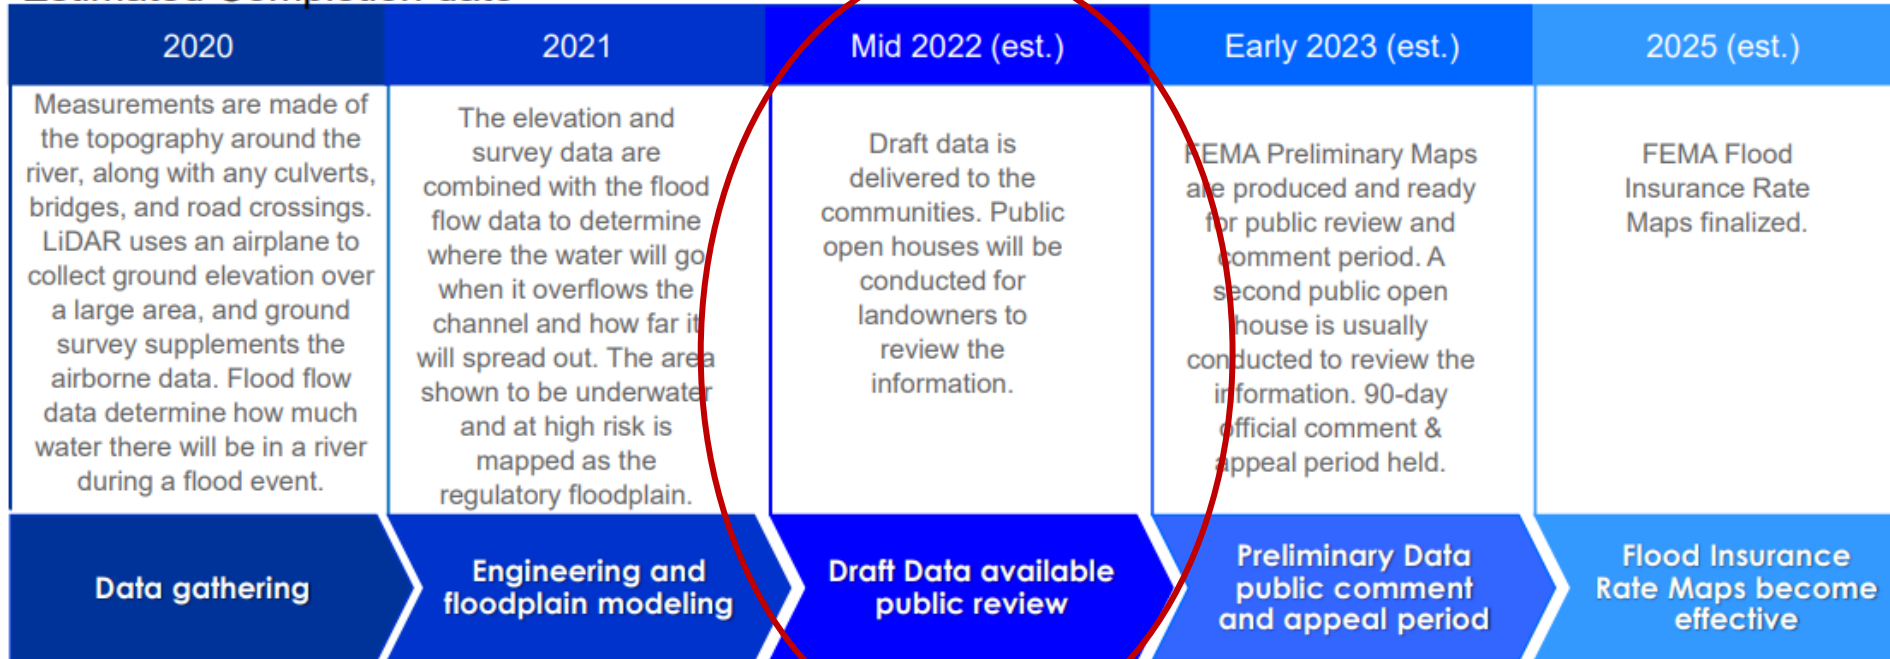 Estimated Completion date
2020
2021
Mid 2022 (est.)
Early 2023 (est.)
2025 (est.)
Measurements are made of
the topography around the
river, along with any culverts,
bridges, and road crossings.
LiDAR uses an airplane to
collect ground elevation over
a large area, and ground
survey supplements the
airborne data. Flood flow
data determine how much
water there will be in a river
during a flood event.
The elevation and
survey data are
combined with the flood
flow data to determine
where the water will go
when it overflows the
channel and how far it
will spread out. The area
shown to be underwater
and at high risk is
mapped as the
regulatory floodplain.
Draft data is
delivered to the
communities. Public
open houses will be
conducted for
landowners to
review the
information.
FEMA Preliminary Maps
are produced and ready
for public review and
comment period. A
second public open
house is usually
conducted to review the
information. 90-day
official comment &
appeal period held.
FEMA Flood
Insurance Rate
Maps finalized.
Data gathering
Engineering and
floodplain modeling
Draft Data available
public review
Preliminary Data
public comment
and appeal period
Flood Insurance
Rate Maps become
effective